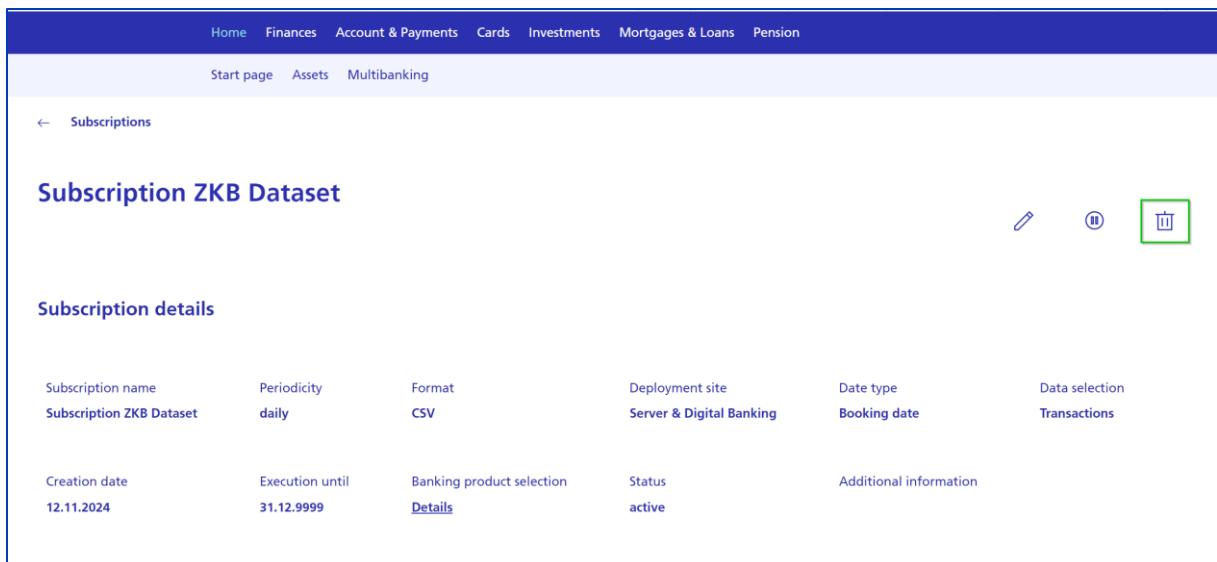 Home Finances Account & Payments Cards Investments Mortgages & Loans Pension
Start page Assets Multibanking
← Subscriptions
Subscription ZKB Dataset
Subscription details
Subscription name Periodicity Format Deployment site Date type Data selection
Subscription ZKB Dataset daily CSV Server & Digital Banking Booking date Transactions
Creation date Execution until Banking product selection Status Additional information
12.11.2024 31.12.9999 Details active